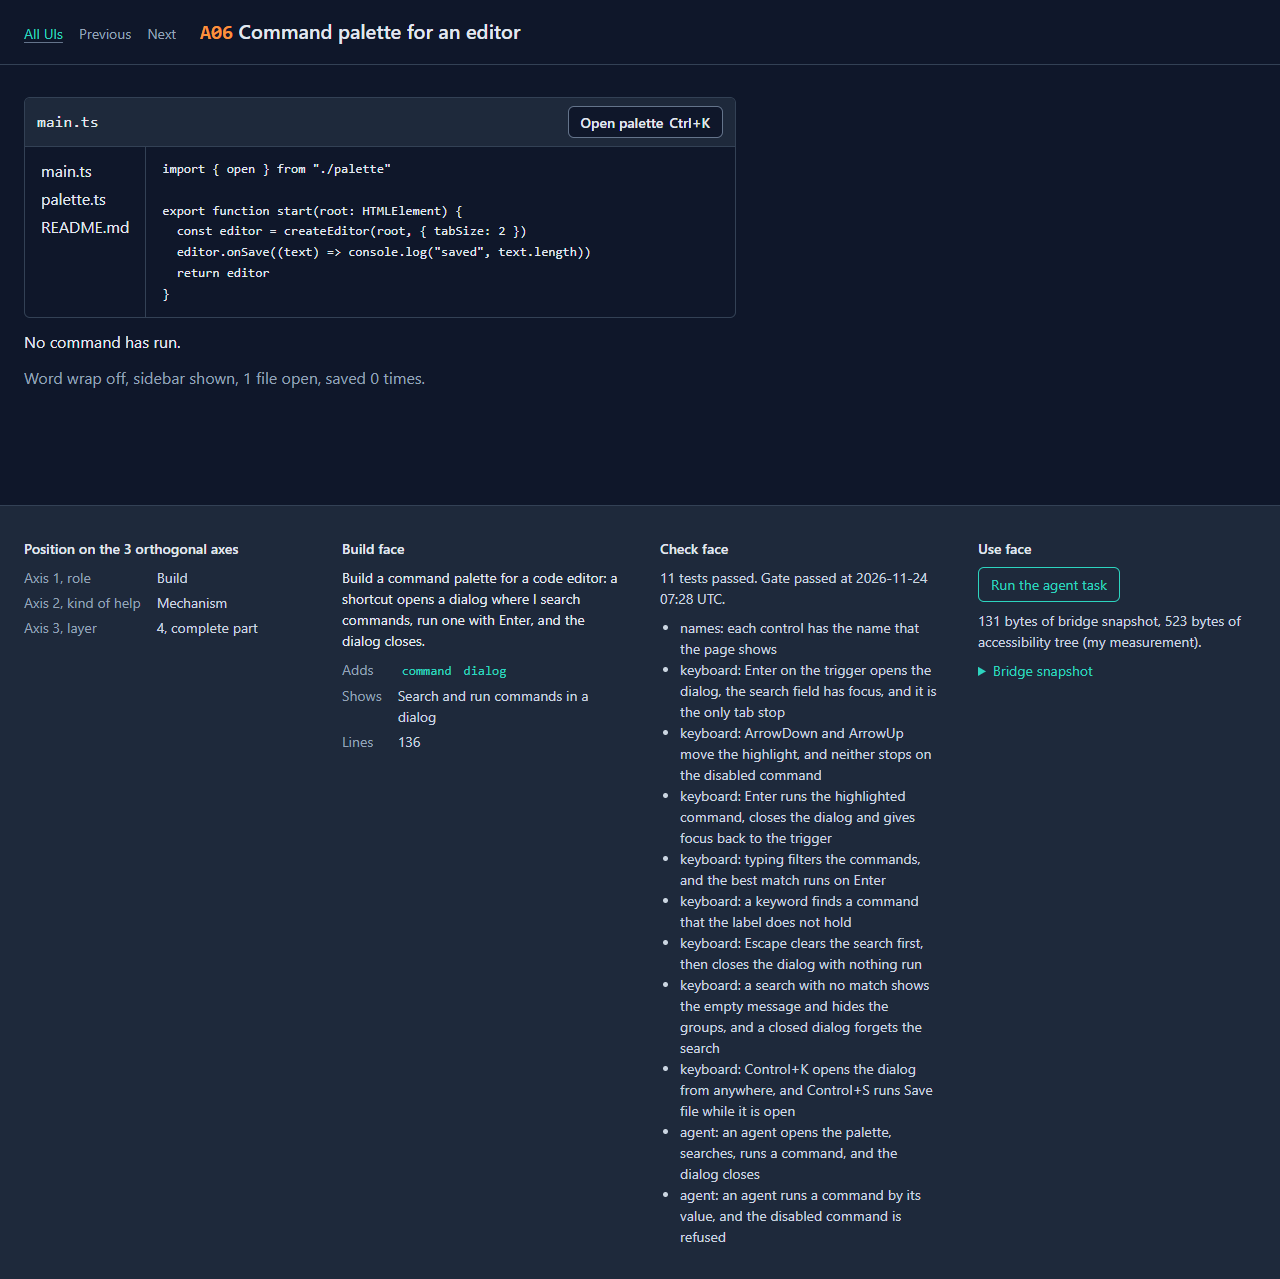 All UIs Previous Next A06 Command palette for an editor
main.ts
Open palette Ctrl+K
main.ts
palette.ts
README.md
import { open } from "./palette"
export function start(root: HTMLElement) {
  const editor = createEditor(root, { tabSize: 2 })
  editor.onSave((text) => console.log("saved", text.length))
  return editor
}
No command has run.
Word wrap off, sidebar shown, 1 file open, saved 0 times.
Position on the 3 orthogonal axes
Axis 1, role Build
Axis 2, kind of help Mechanism
Axis 3, layer 4, complete part
Build face
Build a command palette for a code editor: a
shortcut opens a dialog where I search
commands, run one with Enter, and the
dialog closes.
Adds command dialog
Shows Search and run commands in a
dialog
Lines 136
Check face
11 tests passed. Gate passed at 2026-11-24
07:28 UTC.
• names: each control has the name that
the page shows
• keyboard: Enter on the trigger opens the
dialog, the search field has focus, and it is
the only tab stop
• keyboard: ArrowDown and ArrowUp
move the highlight, and neither stops on
the disabled command
• keyboard: Enter runs the highlighted
command, closes the dialog and gives
focus back to the trigger
• keyboard: typing filters the commands,
and the best match runs on Enter
• keyboard: a keyword finds a command
that the label does not hold
• keyboard: Escape clears the search first,
then closes the dialog with nothing run
• keyboard: a search with no match shows
the empty message and hides the
groups, and a closed dialog forgets the
search
• keyboard: Control+K opens the dialog
from anywhere, and Control+S runs Save
file while it is open
• agent: an agent opens the palette,
searches, runs a command, and the
dialog closes
• agent: an agent runs a command by its
value, and the disabled command is
refused
Use face
Run the agent task
131 bytes of bridge snapshot, 523 bytes of
accessibility tree (my measurement).
▶ Bridge snapshot